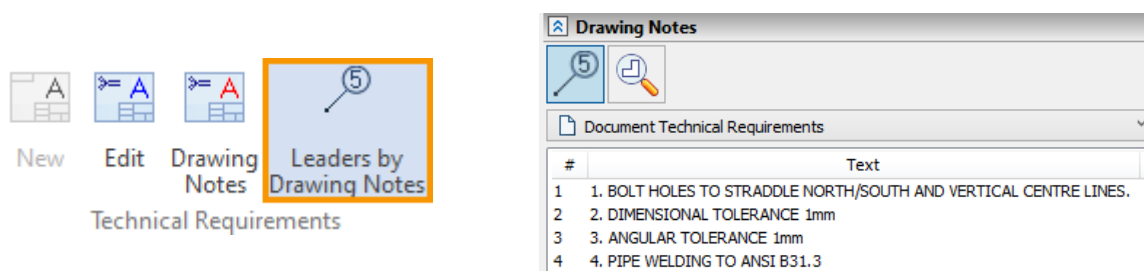 New
Edit
Drawing
Notes
Leaders by
Drawing Notes
Technical Requirements
A
A
A
5
Drawing Notes
5
Document Technical Requirements
# Text
1 1. BOLT HOLES TO STRADDLE NORTH/SOUTH AND VERTICAL CENTRE LINES.
2 2. DIMENSIONAL TOLERANCE 1mm
3 3. ANGULAR TOLERANCE 1mm
4 4. PIPE WELDING TO ANSI B31.3